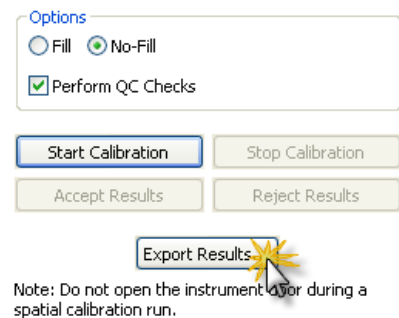 Options
Fill No-Fill
Perform QC Checks
Start Calibration Stop Calibration
Accept Results Reject Results
Export Results...
Note: Do not open the instrument door during a
spatial calibration run.